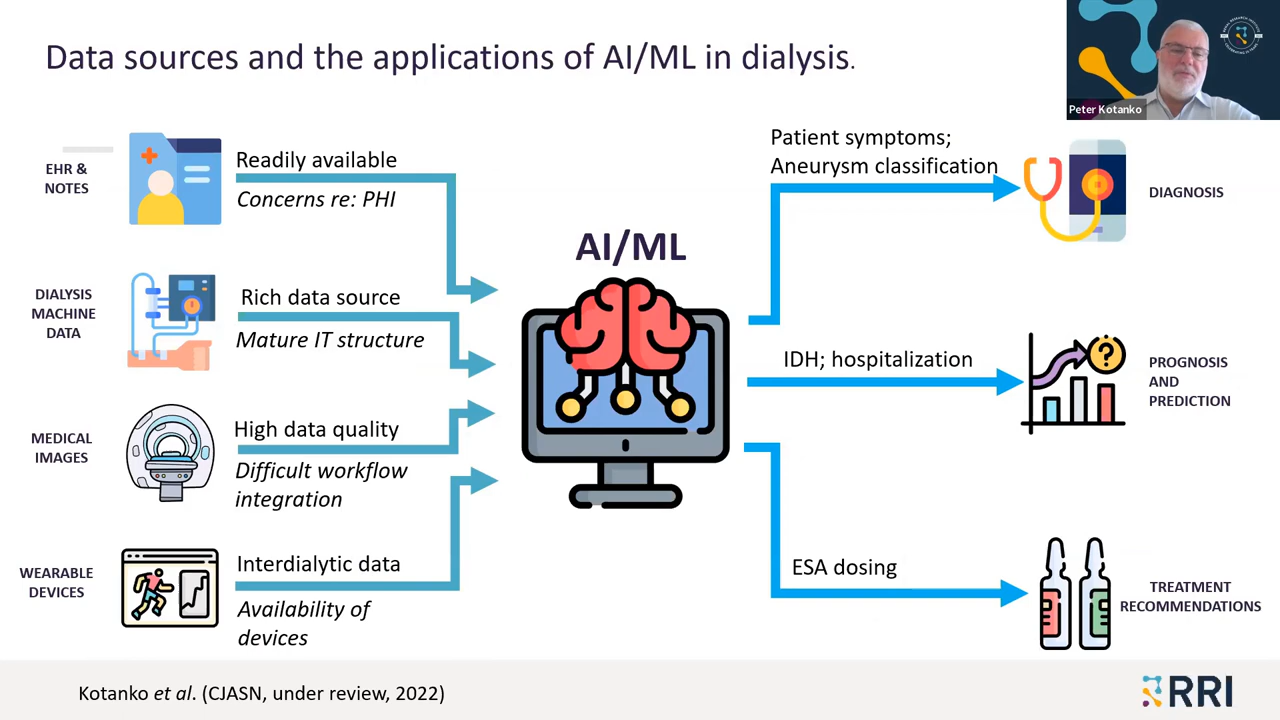 Data sources and the applications of AI/ML in dialysis.
Peter Kotanko
EHR &
NOTES
Readily available
Concerns re: PHI
DIALYSIS
MACHINE
DATA
Rich data source
Mature IT structure
MEDICAL
IMAGES
High data quality
Difficult workflow
integration
WEARABLE
DEVICES
Interdialytic data
Availability of
devices
AI/ML
Patient symptoms;
Aneurysm classification
DIAGNOSIS
IDH; hospitalization
?
PROGNOSIS
AND
PREDICTION
ESA dosing
TREATMENT
RECOMMENDATIONS
Kotanko et al. (CJASN, under review, 2022)
RRI